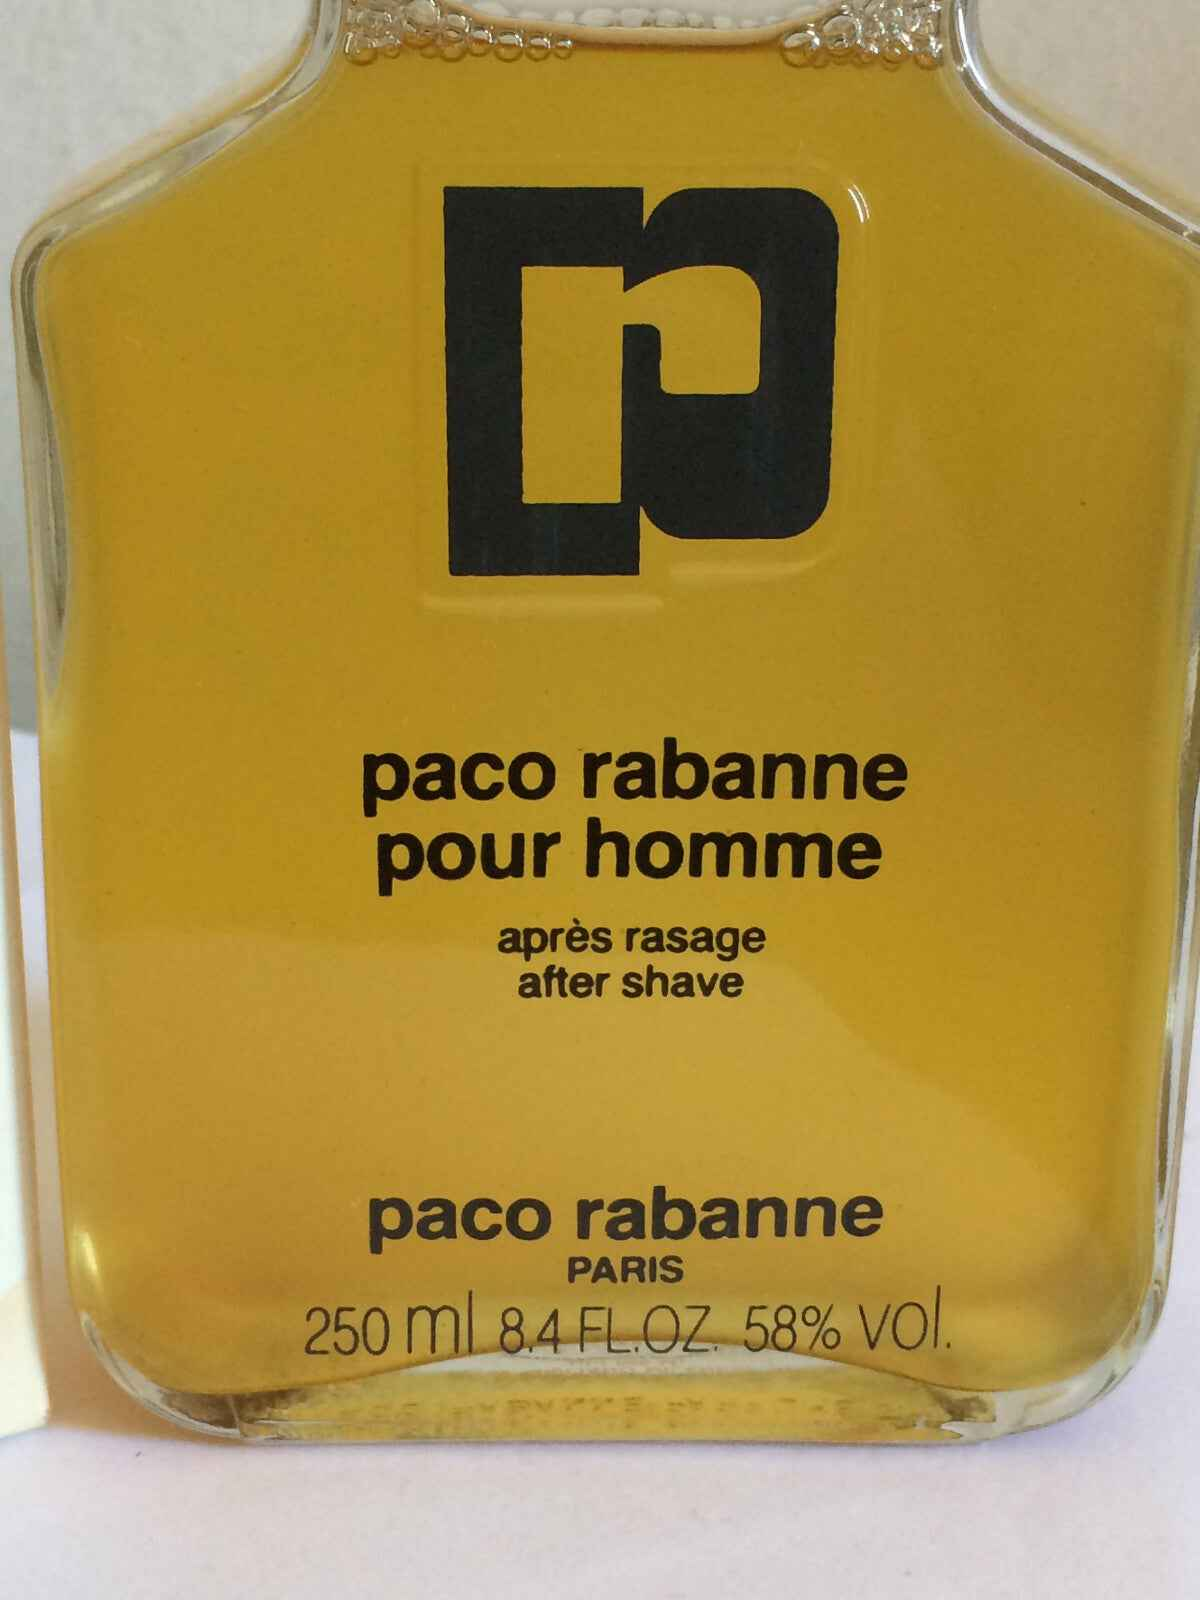 paco rabanne
pour homme
après rasage
after shave
paco rabanne
PARIS
250 ml 8.4 FL.OZ. 58% VOL.